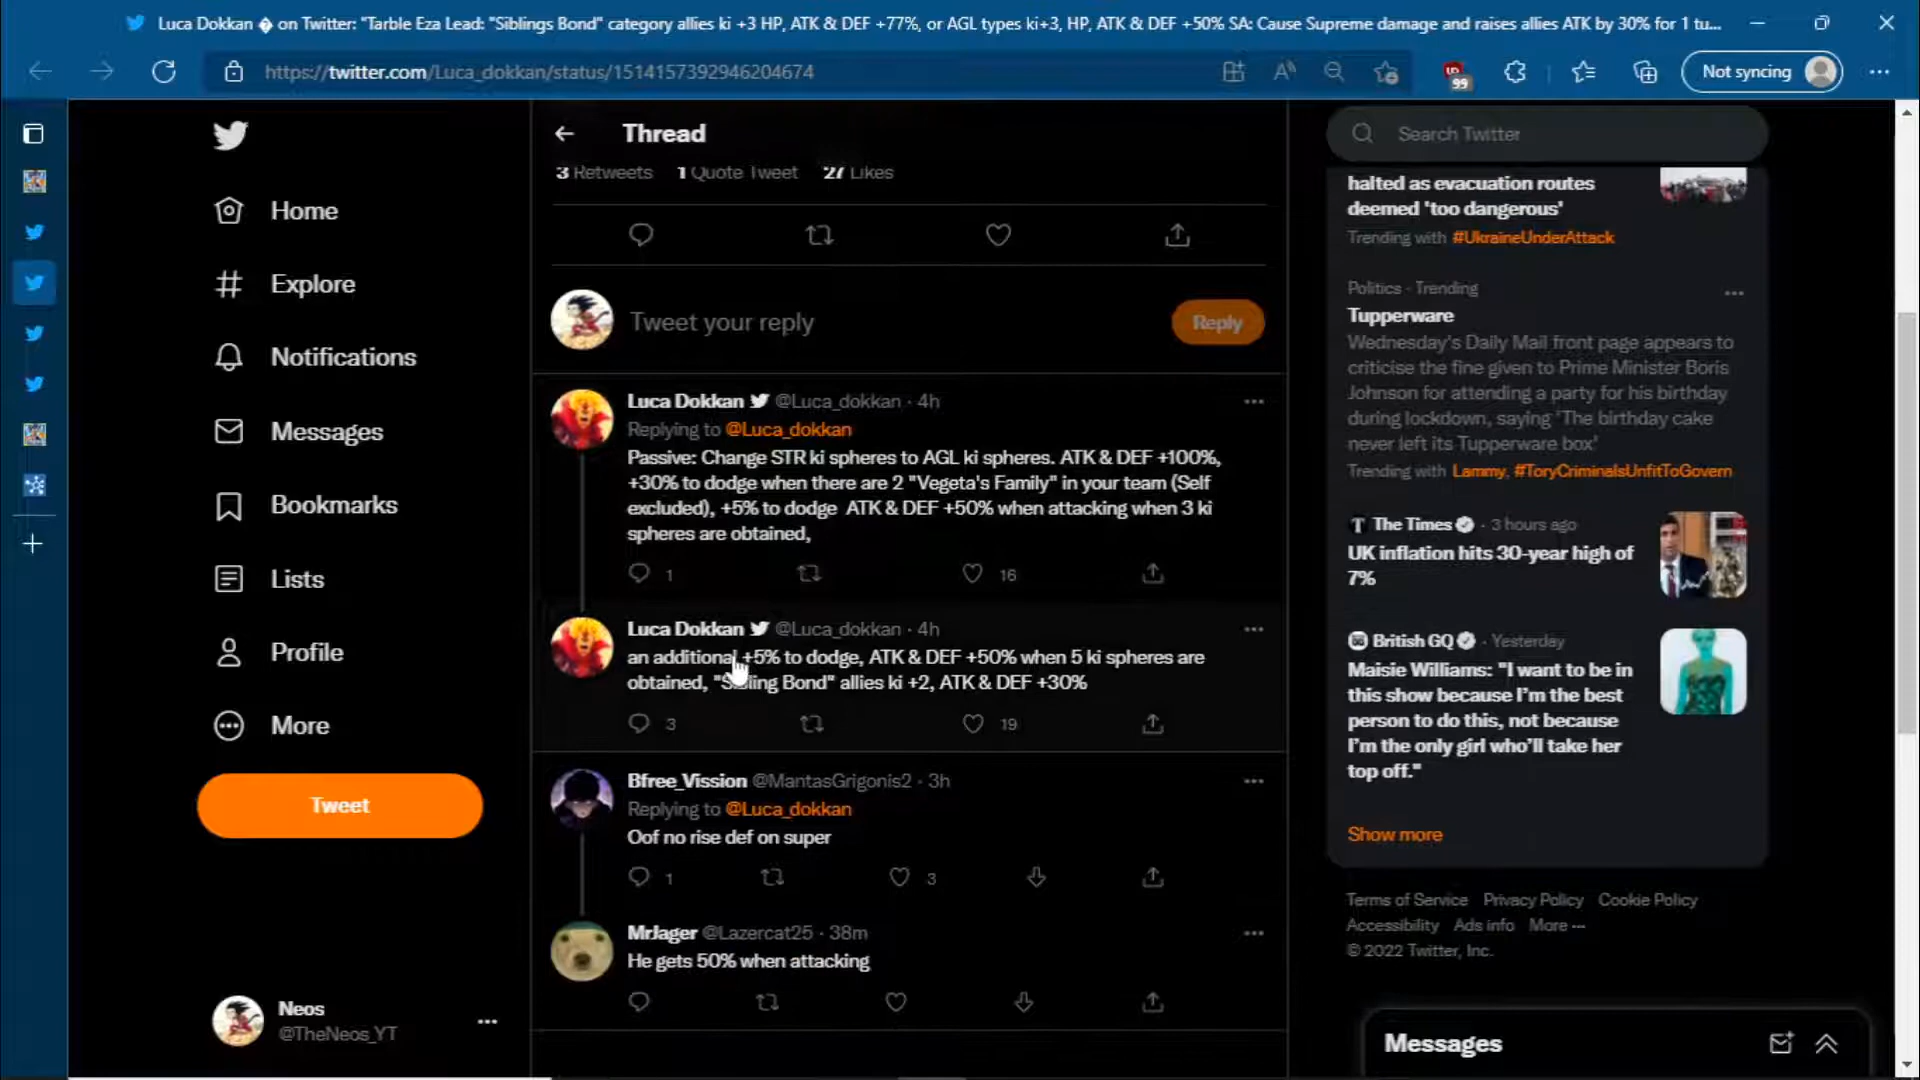 Luca Dokkan � on Twitter: "Tarble Eza Lead: "Siblings Bond" category allies ki +3 HP, ATK & DEF +77%, or AGL types ki+3, HP, ATK & DEF +50% SA: Cause Supreme damage and raises allies ATK by 30% for 1 tu...
https://twitter.com/Luca_dokkan/status/1514157392946204674
99
Not syncing
Home
Explore
Notifications
Messages
Bookmarks
Lists
Profile
More
Tweet
Neos
@TheNeos_YT
Thread
3 Retweets 1 Quote Tweet 27 Likes
Tweet your reply
Reply
Luca Dokkan @Luca_dokkan · 4h
Replying to @Luca_dokkan
Passive: Change STR ki spheres to AGL ki spheres. ATK & DEF +100%,
+30% to dodge when there are 2 "Vegeta's Family" in your team (Self
excluded), +5% to dodge ATK & DEF +50% when attacking when 3 ki
spheres are obtained,
1 16
Luca Dokkan @Luca_dokkan · 4h
an additional +5% to dodge, ATK & DEF +50% when 5 ki spheres are
obtained, "Sibling Bond" allies ki +2, ATK & DEF +30%
3 19
Bfree_Vission @MantasGrigonis2 · 3h
Replying to @Luca_dokkan
Oof no rise def on super
1 3
MrJager @Lazercat25 · 38m
He gets 50% when attacking
Search Twitter
halted as evacuation routes
deemed 'too dangerous'
Trending with #UkraineUnderAttack
Politics · Trending
Tupperware
Wednesday's Daily Mail front page appears to
criticise the fine given to Prime Minister Boris
Johnson for attending a party for his birthday
during lockdown, saying 'The birthday cake
never left its Tupperware box'
Trending with Lammy, #ToryCriminalsUnfitToGovern
The Times · 3 hours ago
UK inflation hits 30-year high of
7%
British GQ · Yesterday
Maisie Williams: "I want to be in
this show because I'm the best
person to do this, not because
I'm the only girl who'll take her
top off."
Show more
Terms of Service Privacy Policy Cookie Policy
Accessibility Ads info More ···
© 2022 Twitter, Inc.
Messages